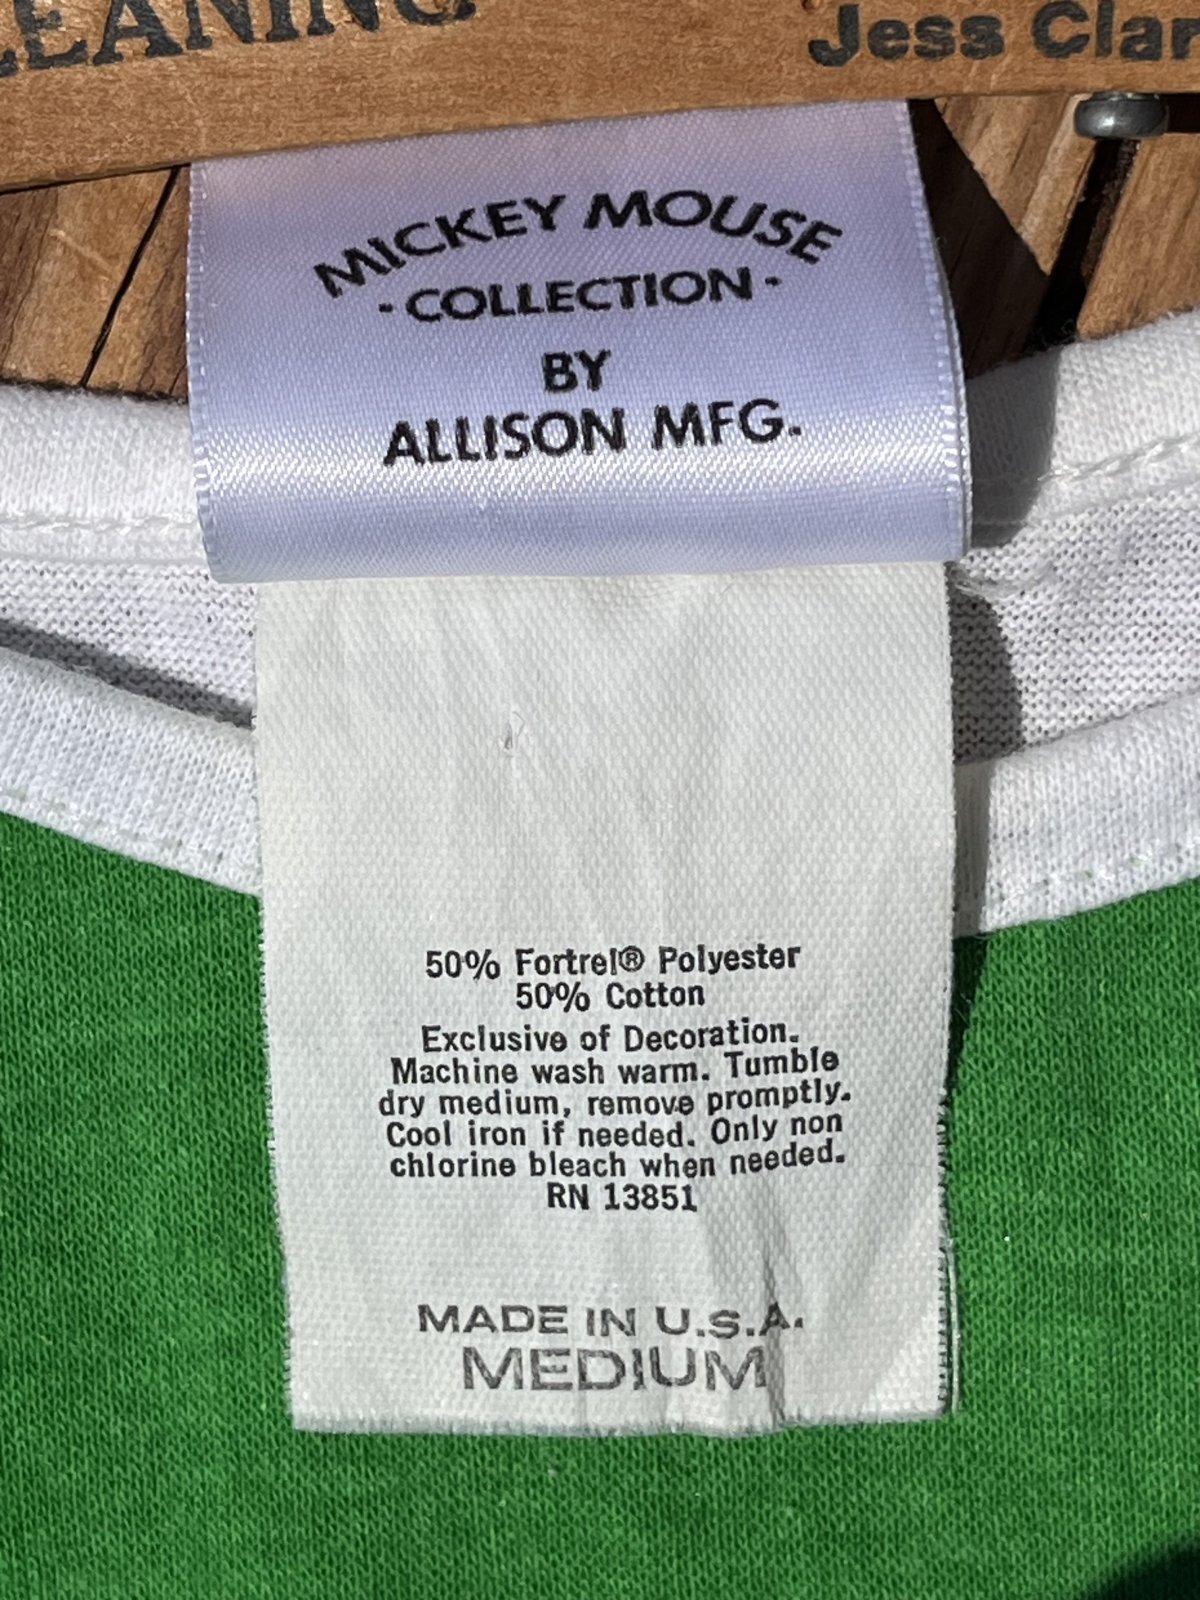 Jess Clar
MICKEY MOUSE
- COLLECTION -
BY
ALLISON MFG.
50% Fortrel® Polyester
50% Cotton
Exclusive of Decoration.
Machine wash warm. Tumble
dry medium, remove promptly.
Cool iron if needed. Only non
chlorine bleach when needed.
RN 13851
MADE IN U.S.A.
MEDIUM